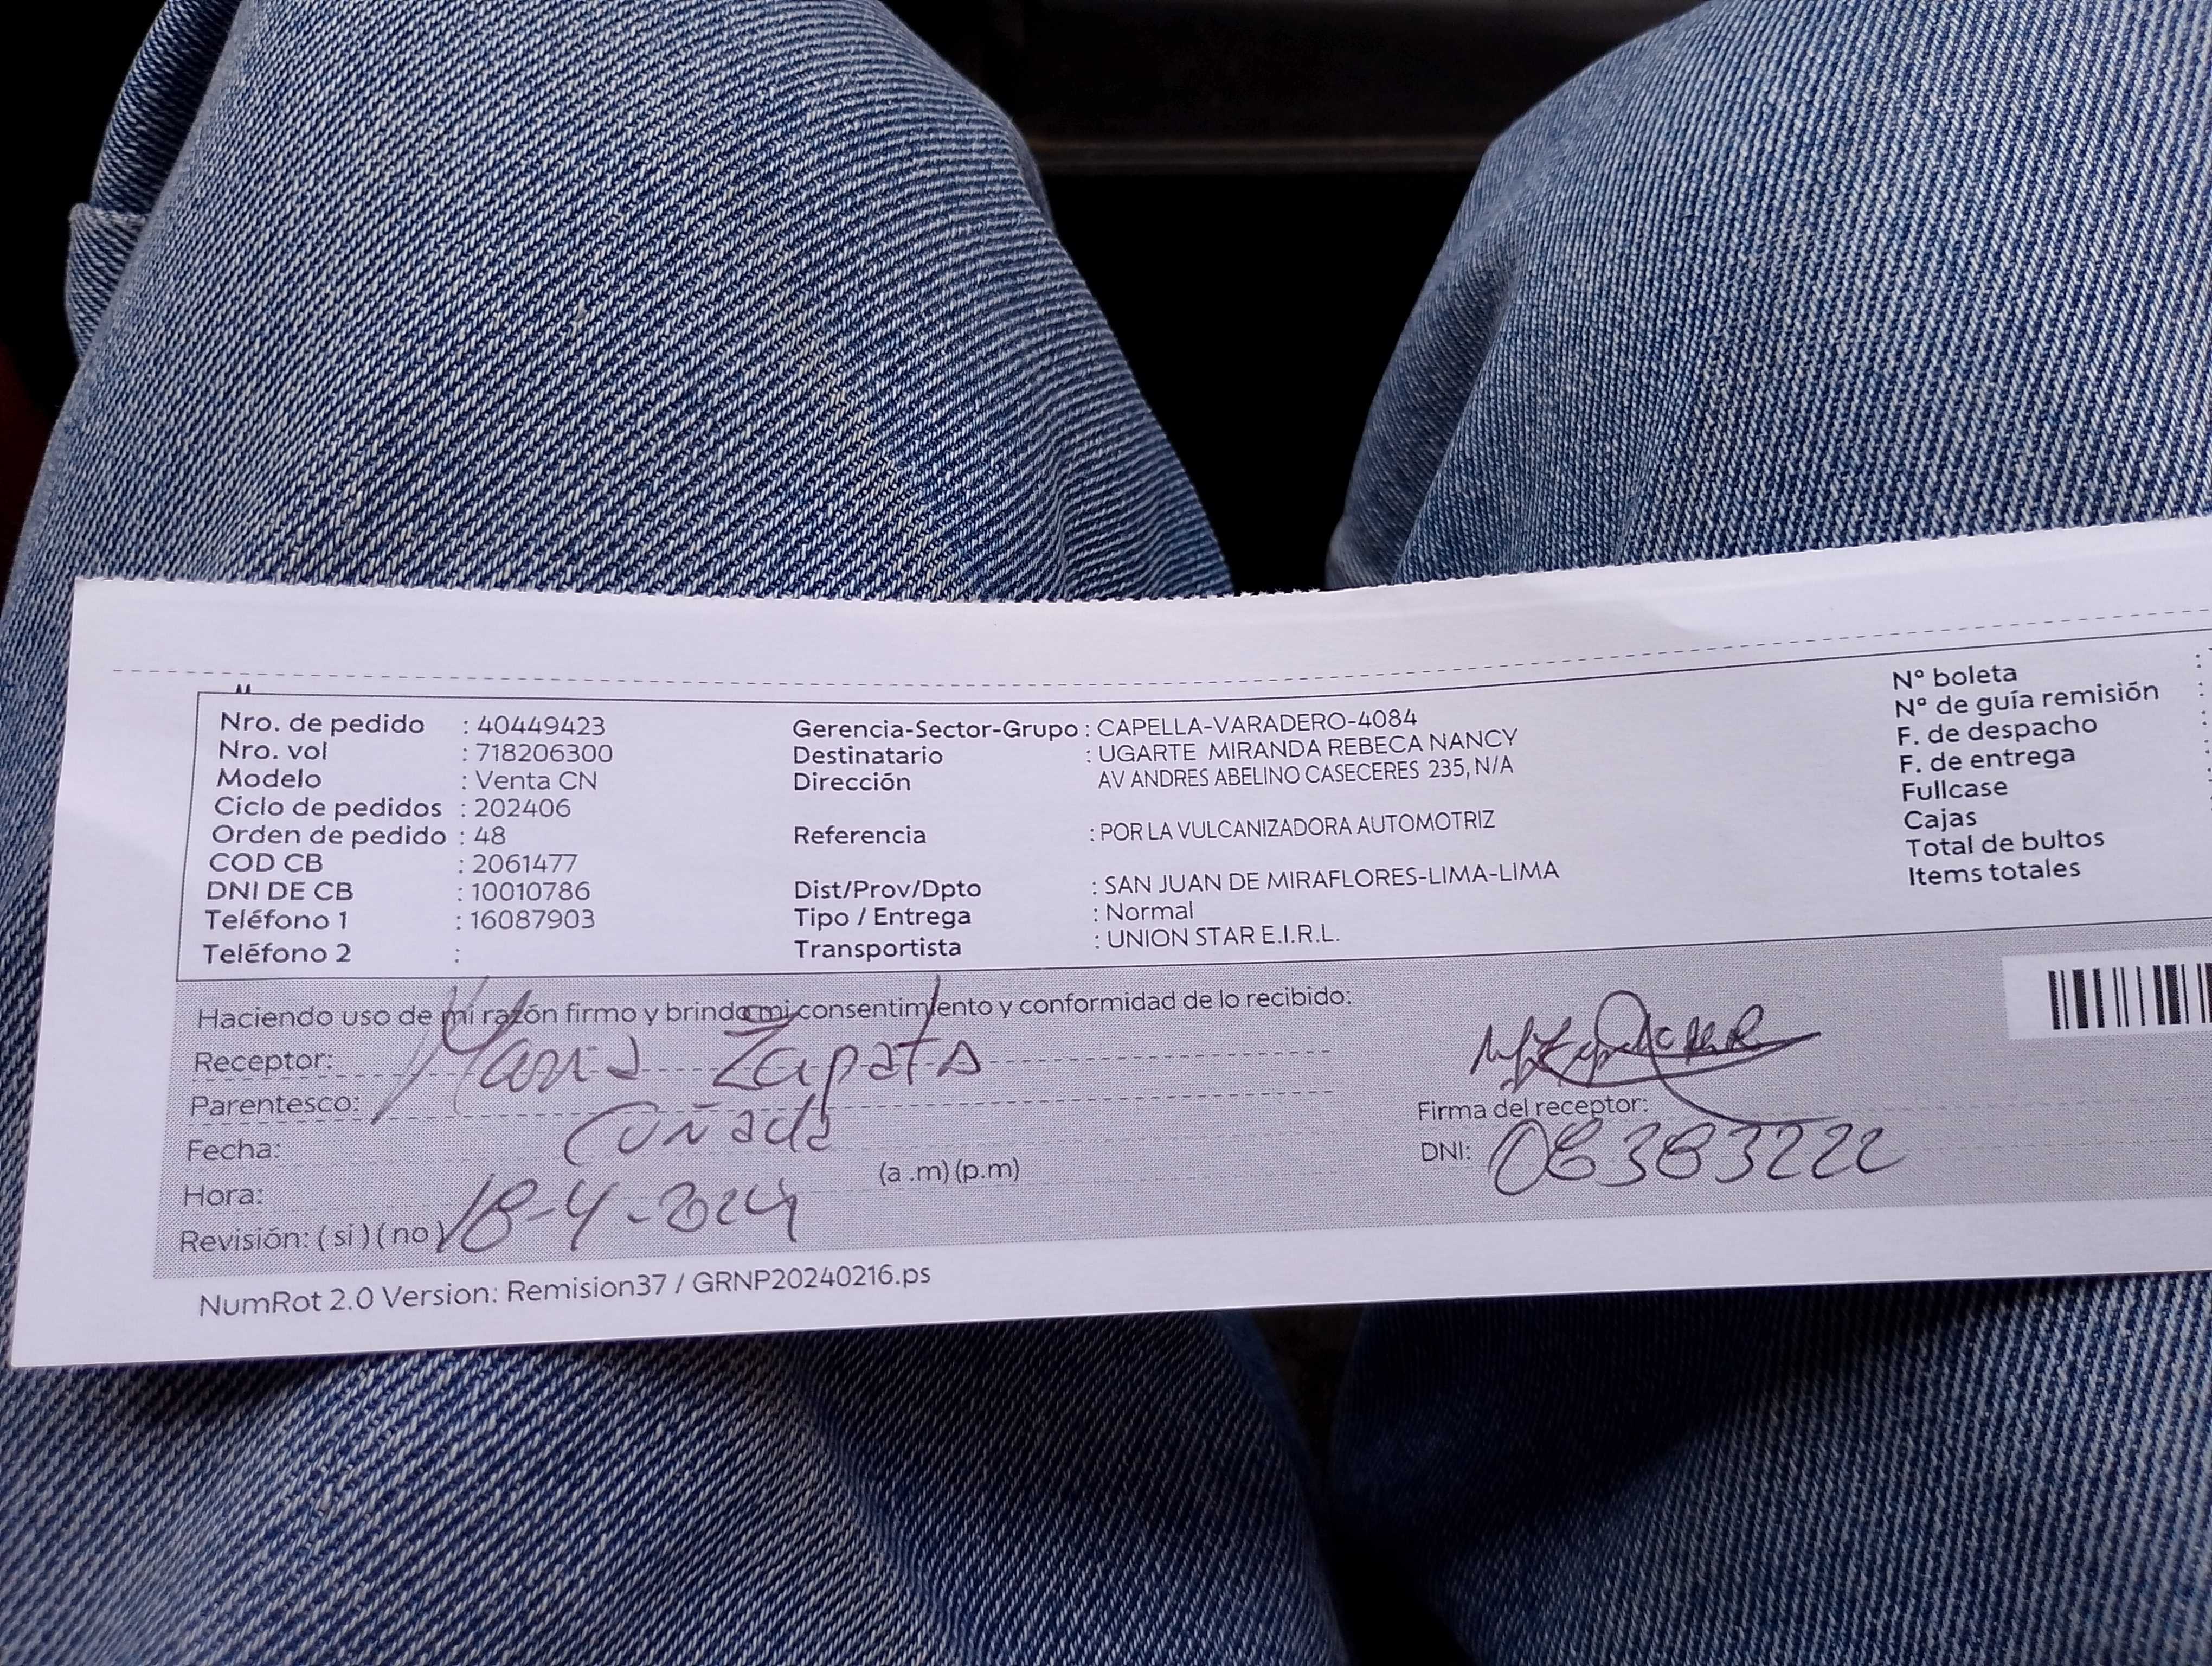 Nro. de pedido : 40449423
Nro. vol : 718206300
Modelo : Venta CN
Ciclo de pedidos : 202406
Orden de pedido : 48
COD CB : 2061477
DNI DE CB : 10010786
Teléfono 1 : 16087903
Teléfono 2 :
Gerencia-Sector-Grupo : CAPELLA-VARADERO-4084
Destinatario : UGARTE MIRANDA REBECA NANCY
Dirección AV ANDRES ABELINO CASECERES 235, N/A
Referencia : POR LA VULCANIZADORA AUTOMOTRIZ
Dist/Prov/Dpto : SAN JUAN DE MIRAFLORES-LIMA-LIMA
Tipo / Entrega : Normal
Transportista : UNION STAR E.I.R.L.
N° boleta :
N° de guía remisión :
F. de despacho :
F. de entrega :
Fullcase :
Cajas
Total de bultos
Items totales
Haciendo uso de mi razón firmo y brindo mi consentimiento y conformidad de lo recibido:
Receptor: Maria Zapata
Parentesco: Cuñada
Fecha:
Hora: (a .m) (p.m)
Revisión: ( si ) ( no ) 18-4-2024
Firma del receptor:
DNI: 08383222
NumRot 2.0 Version: Remision37 / GRNP20240216.ps